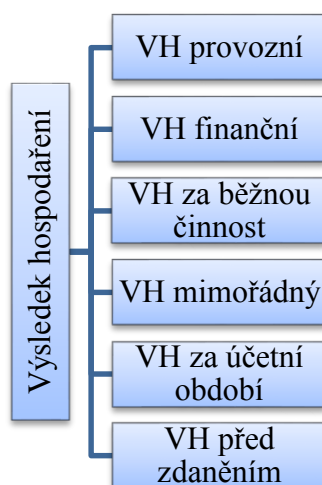 Výsledek hospodaření
VH provozní
VH finanční
VH za běžnou
činnost
VH mimořádný
VH za účetní
období
VH před
zdaněním